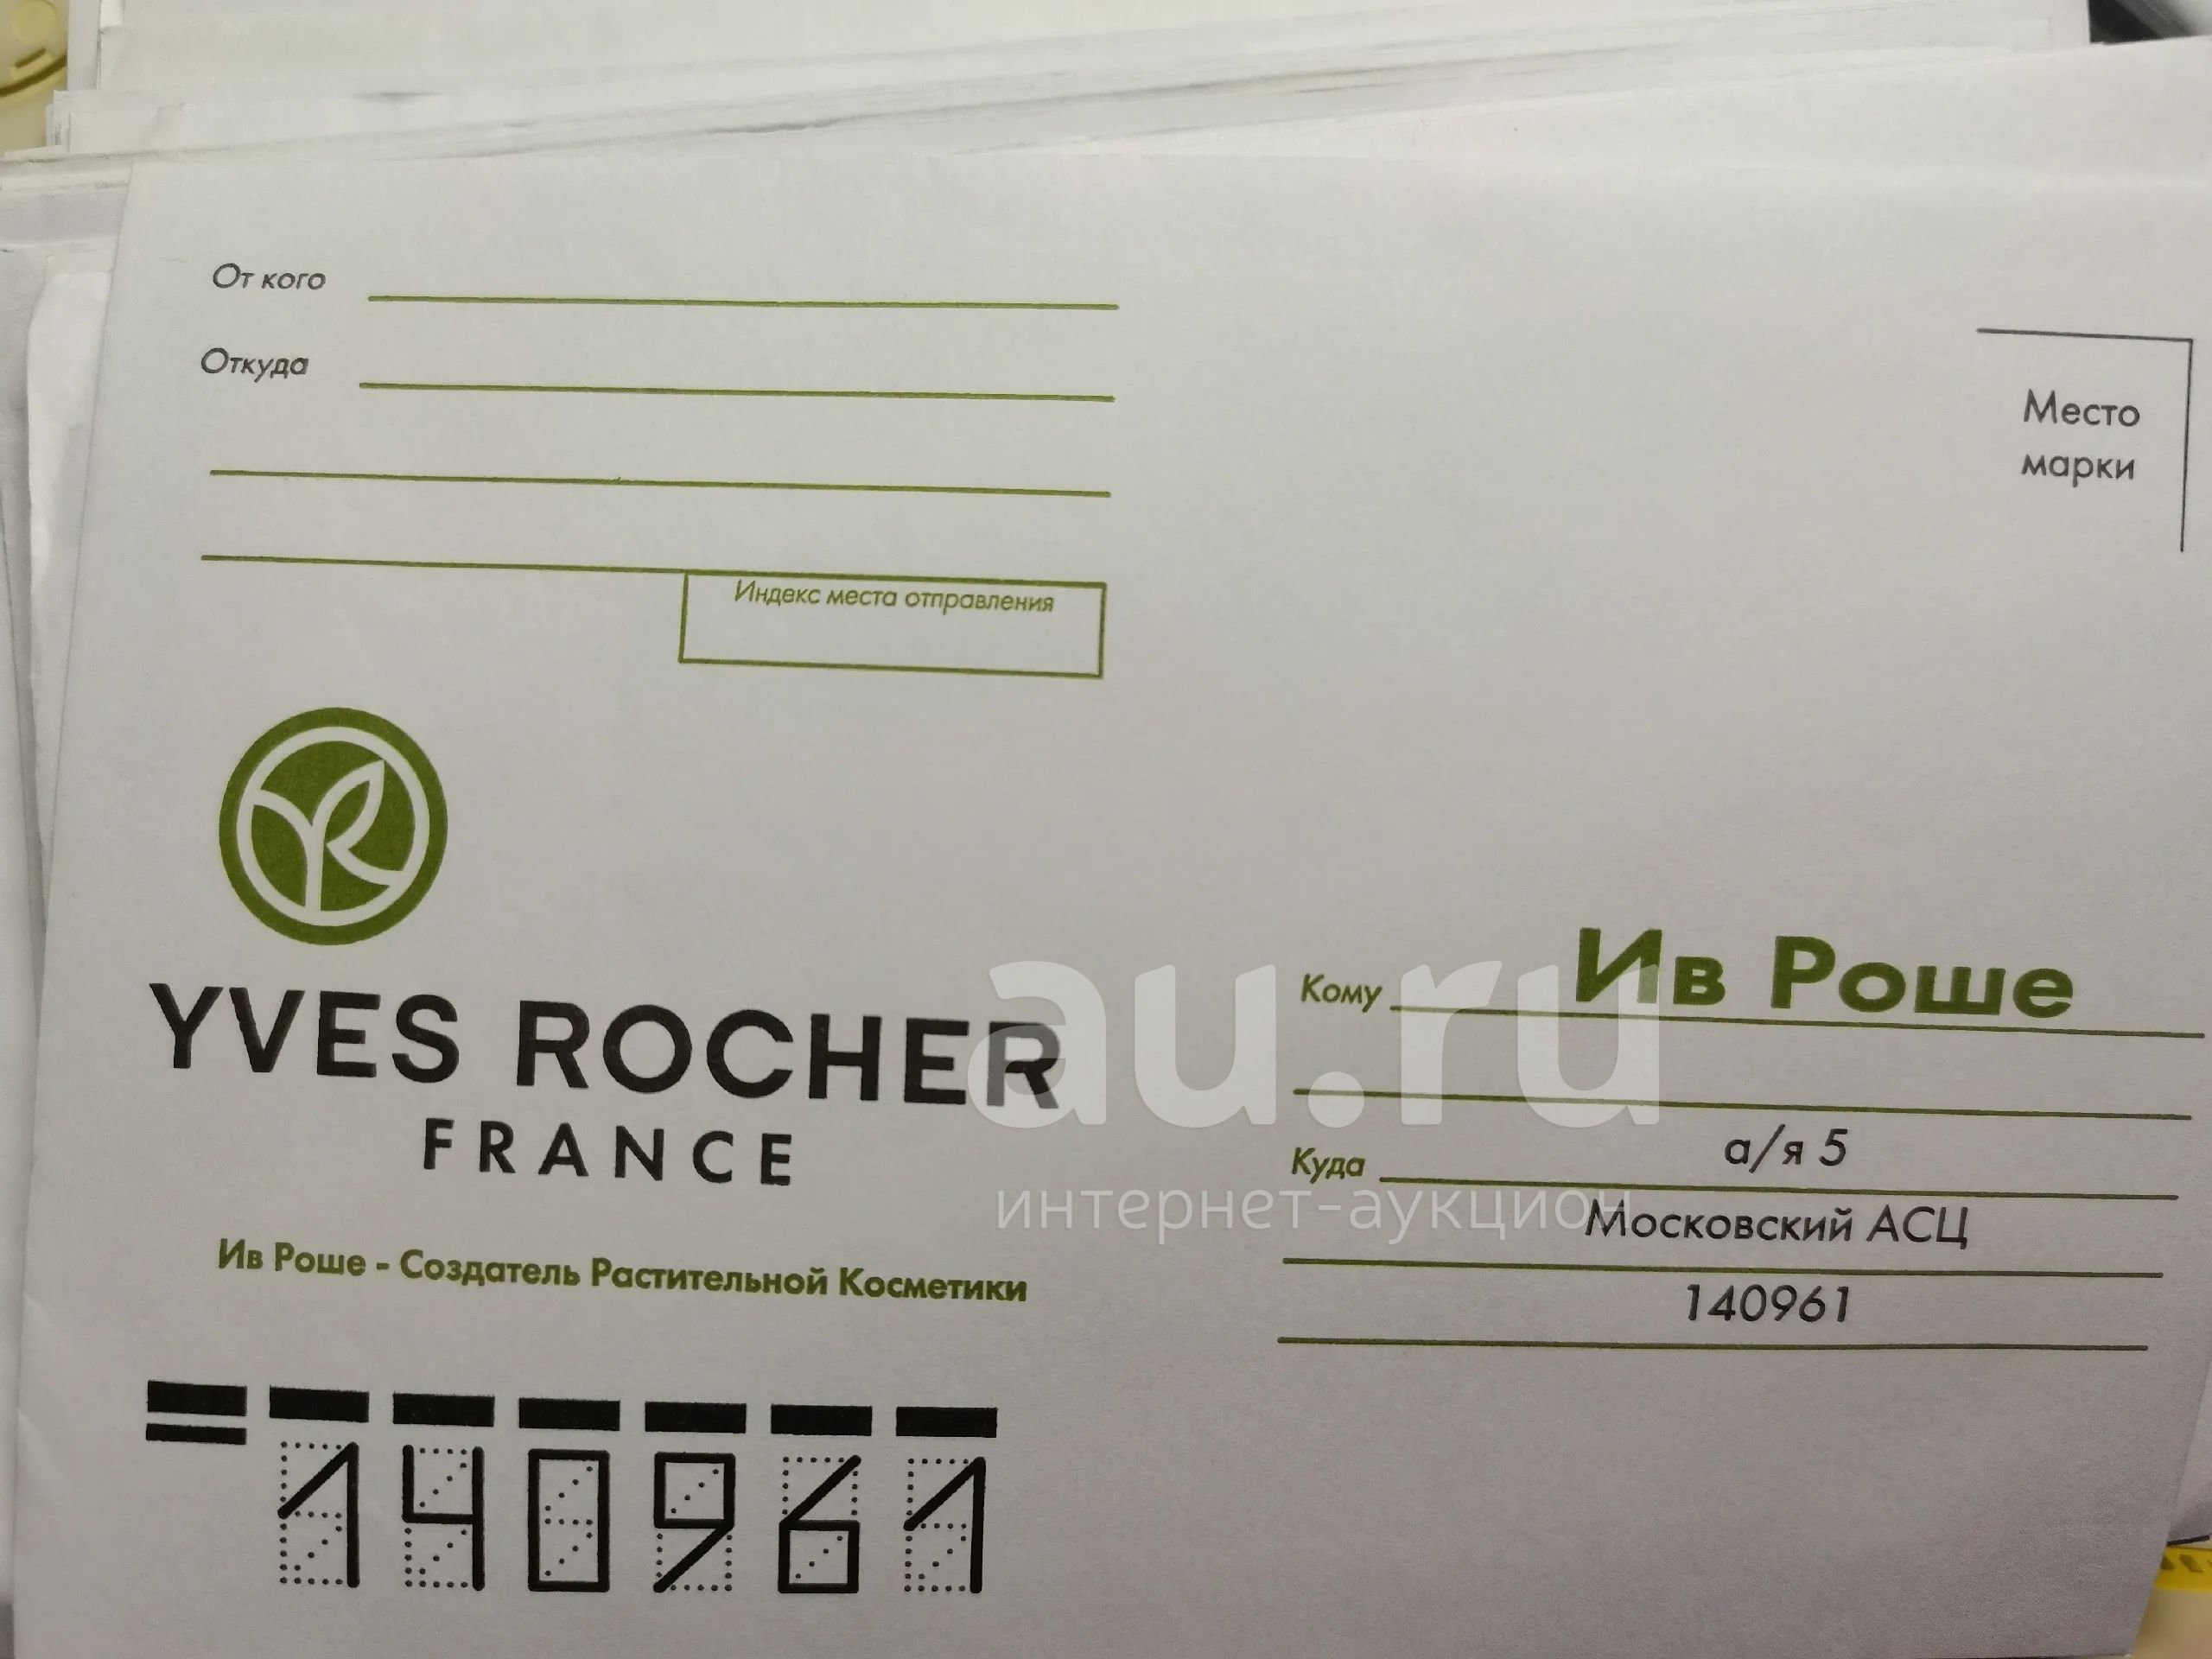 От кого
Откуда
Место
марки
Индекс места отправления
YVES ROCHER
FRANCE
Ив Роше - Создатель Растительной Косметики
Кому Ив Роше
Куда а/я 5
Московский АСЦ
140961
140961
au.ru
интернет-аукцион